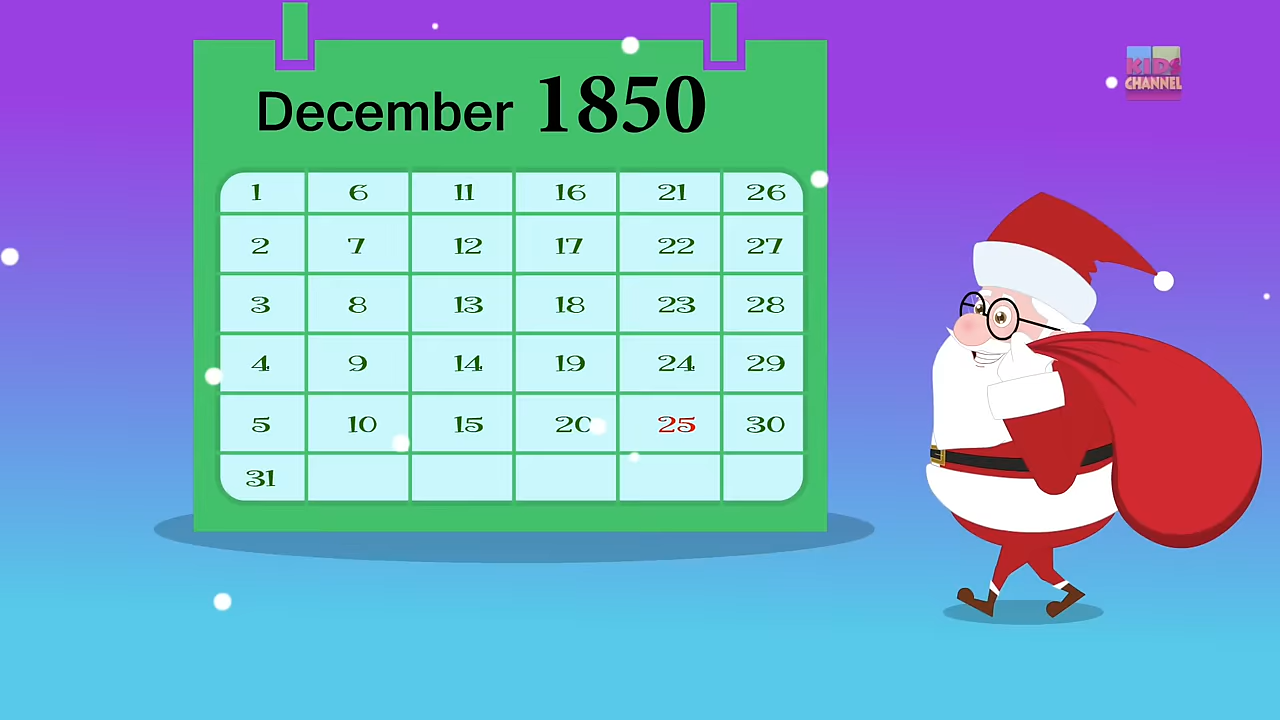 December 1850
1 6 11 16 21 26
2 7 12 17 22 27
3 8 13 18 23 28
4 9 14 19 24 29
5 10 15 20 25 30
31
KIDS
CHANNEL